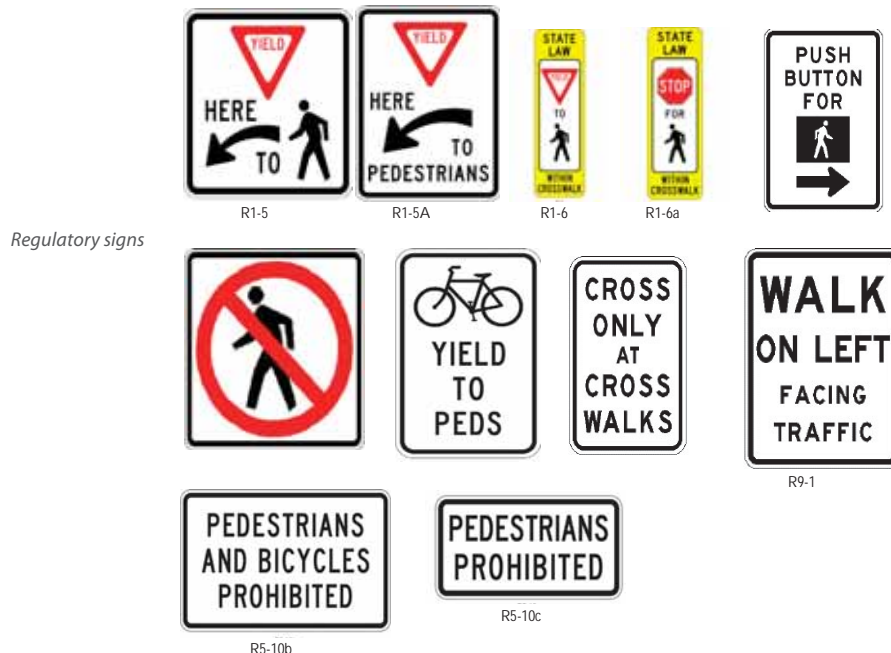 YIELD
HERE
TO
R1-5
YIELD
HERE
TO
PEDESTRIANS
R1-5A
STATE
LAW
YIELD
TO
WITHIN
CROSSWALK
R1-6
STATE
LAW
STOP
FOR
WITHIN
CROSSWALK
R1-6a
PUSH
BUTTON
FOR
Regulatory signs
YIELD
TO
PEDS
CROSS
ONLY
AT
CROSS
WALKS
WALK
ON LEFT
FACING
TRAFFIC
R9-1
PEDESTRIANS
AND BICYCLES
PROHIBITED
R5-10b
PEDESTRIANS
PROHIBITED
R5-10c